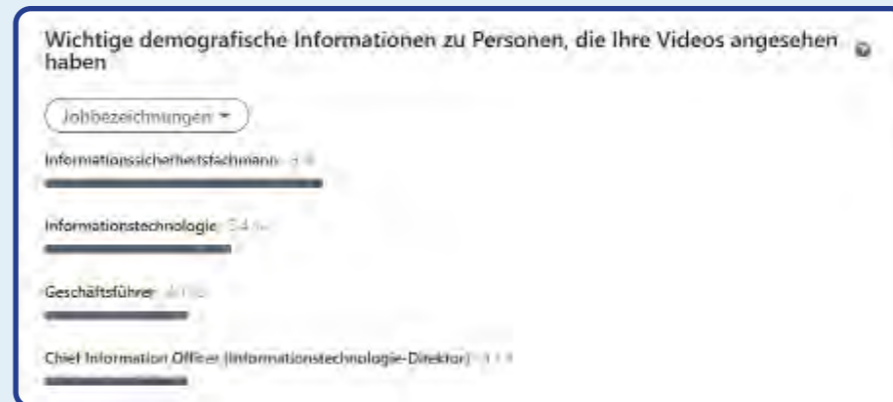 Wichtige demografische Informationen zu Personen, die Ihre Videos angesehen
haben
Jobbezeichnungen
Informationssicherheitsfachmann
Informationstechnologie
Geschäftsführer
Chief Information Officer (Informationstechnologie-Direktor)